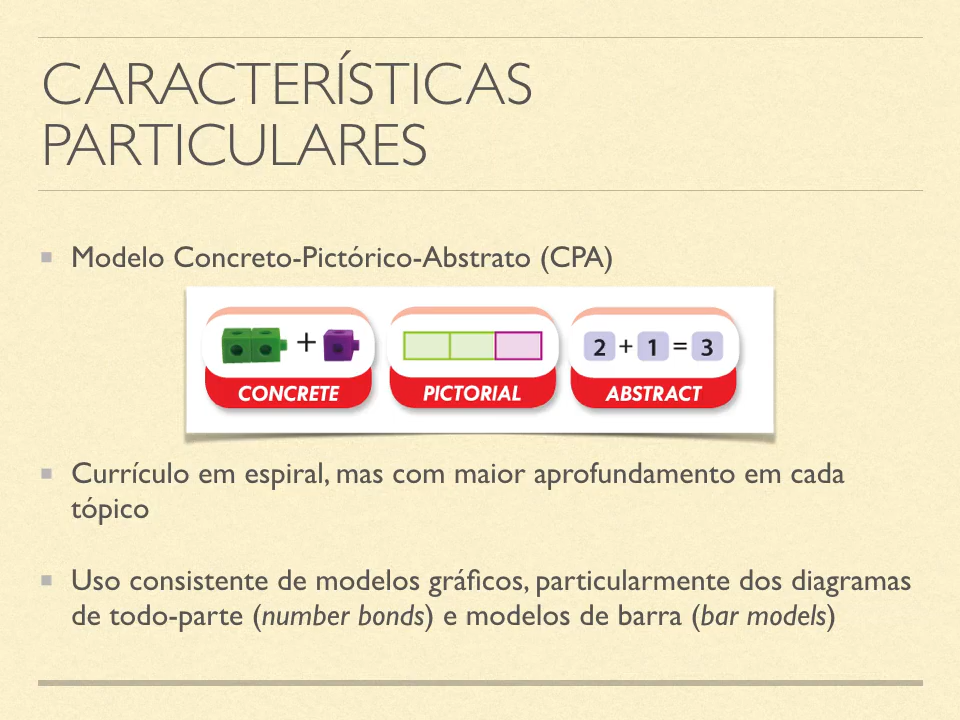 CARACTERÍSTICAS
PARTICULARES
Modelo Concreto-Pictórico-Abstrato (CPA)
+ 2 + 1 = 3
CONCRETE PICTORIAL ABSTRACT
Currículo em espiral, mas com maior aprofundamento em cada
tópico
Uso consistente de modelos gráficos, particularmente dos diagramas
de todo-parte (number bonds) e modelos de barra (bar models)